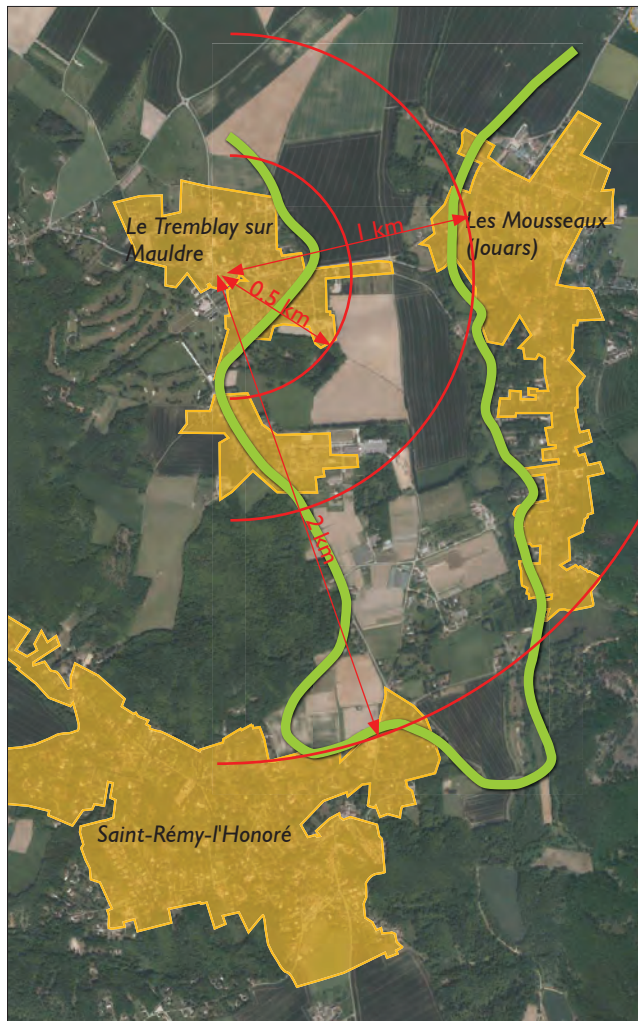 Le Tremblay sur
Mauldre
Les Mousseaux
(Jouars)
1 km
0.5 km
2 km
Saint-Rémy-l'Honoré